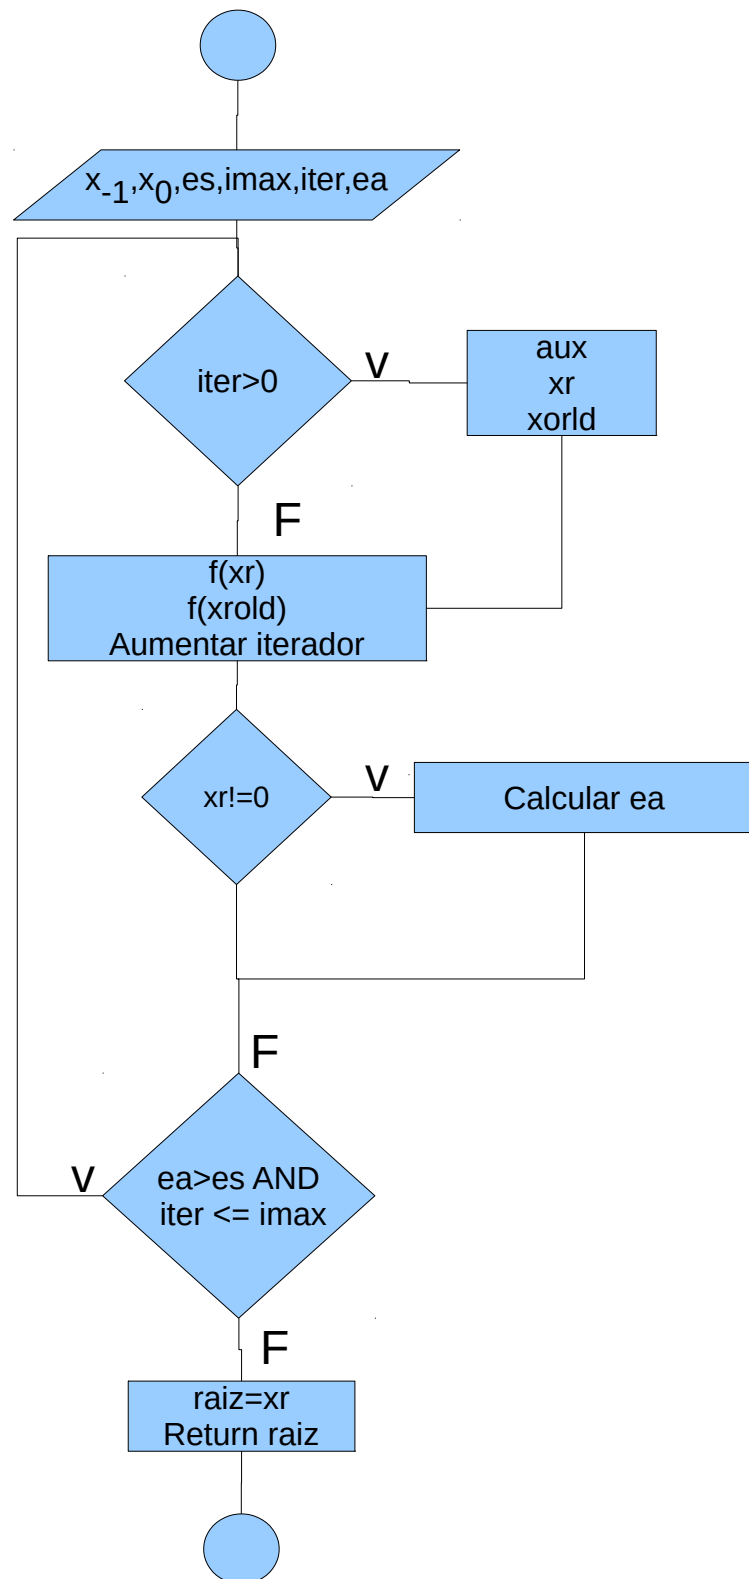 x-1,x0,es,imax,iter,ea
iter>0
v
aux
xr
xorld
F
f(xr)
f(xrold)
Aumentar iterador
xr!=0
v
Calcular ea
F
v
ea>es AND
iter <= imax
F
raiz=xr
Return raiz